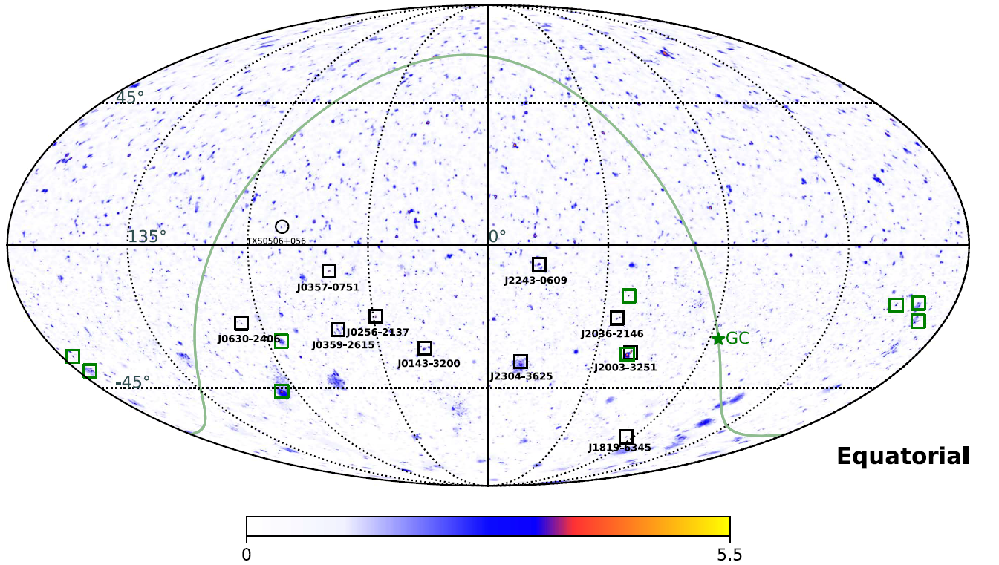 45°
135°
0°
TXS0506+056
J2243-0609
J0357-0751
J0256-2137
J2036-2146
J0630-2406
J0359-2615
GC
J0143-3200
J2003-3251
J2304-3625
-45°
J1819-6345
Equatorial
0
5.5